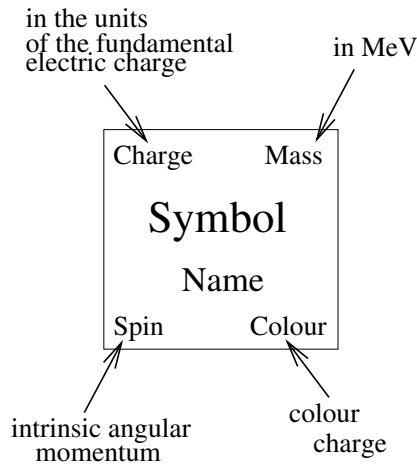 in the units
of the fundamental
electric charge
in MeV
Charge
Mass
Symbol
Name
Spin
Colour
intrinsic angular
momentum
colour
charge